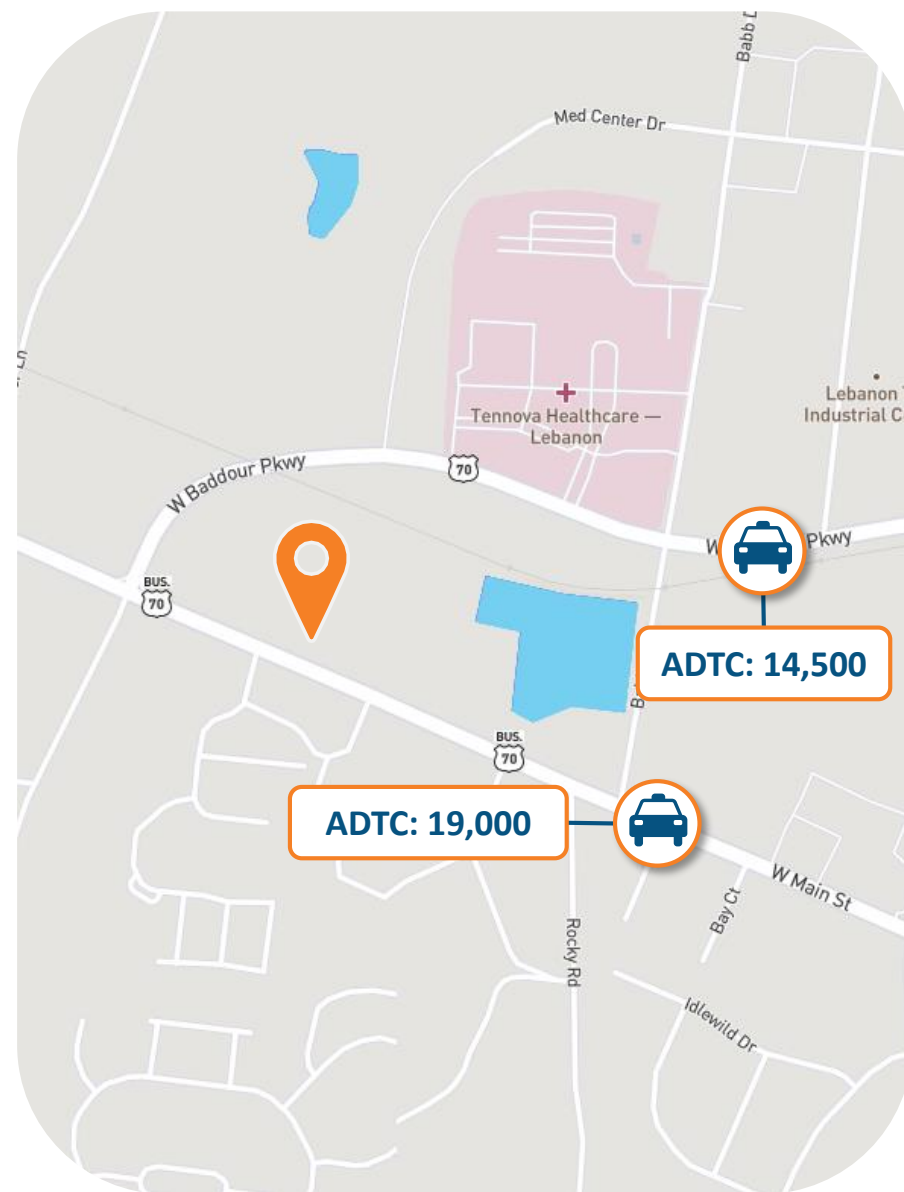 Babb D
Med Center Dr
Tennova Healthcare —
Lebanon
Lebanon
Industrial C
70
W Baddour Pkwy
W
Pkwy
BUS.
70
ADTC: 14,500
B
BUS.
70
ADTC: 19,000
W Main St
Bay Ct
Rocky Rd
Idlewild Dr